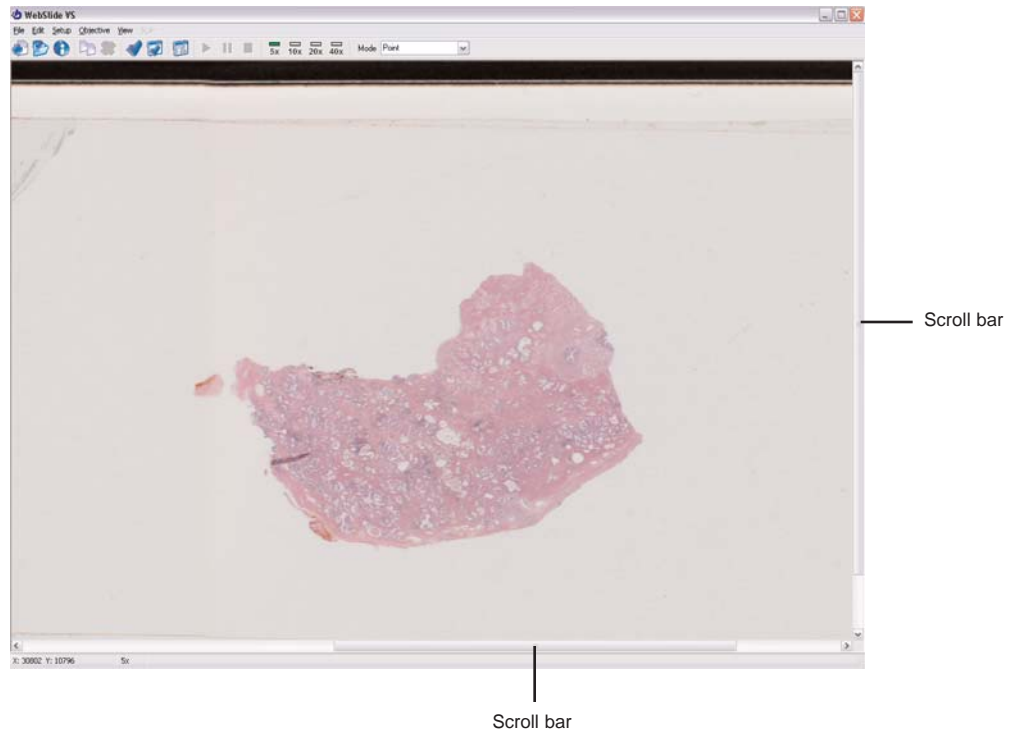 WebSlide VS
File Edit Setup Objective View
5x 10x 20x 40x Mode Point
Scroll bar
X: 30802 Y: 10796 5x
Scroll bar